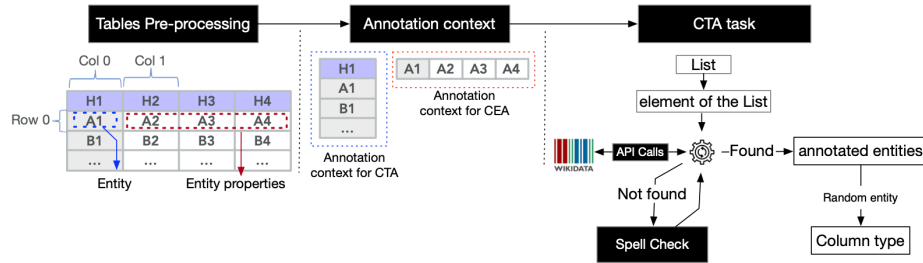 Tables Pre-processing
Annotation context
CTA task
Col 0
Col 1
H1 H2 H3 H4
Row 0
A1 A2 A3 A4
B1 B2 B3 B4
... ... ... ...
Entity
Entity properties
H1
A1
B1
...
Annotation
context for CTA
A1 A2 A3 A4
Annotation
context for CEA
List
element of the List
WIKIDATA
API Calls
Found
annotated entities
Not found
Spell Check
Random entity
Column type